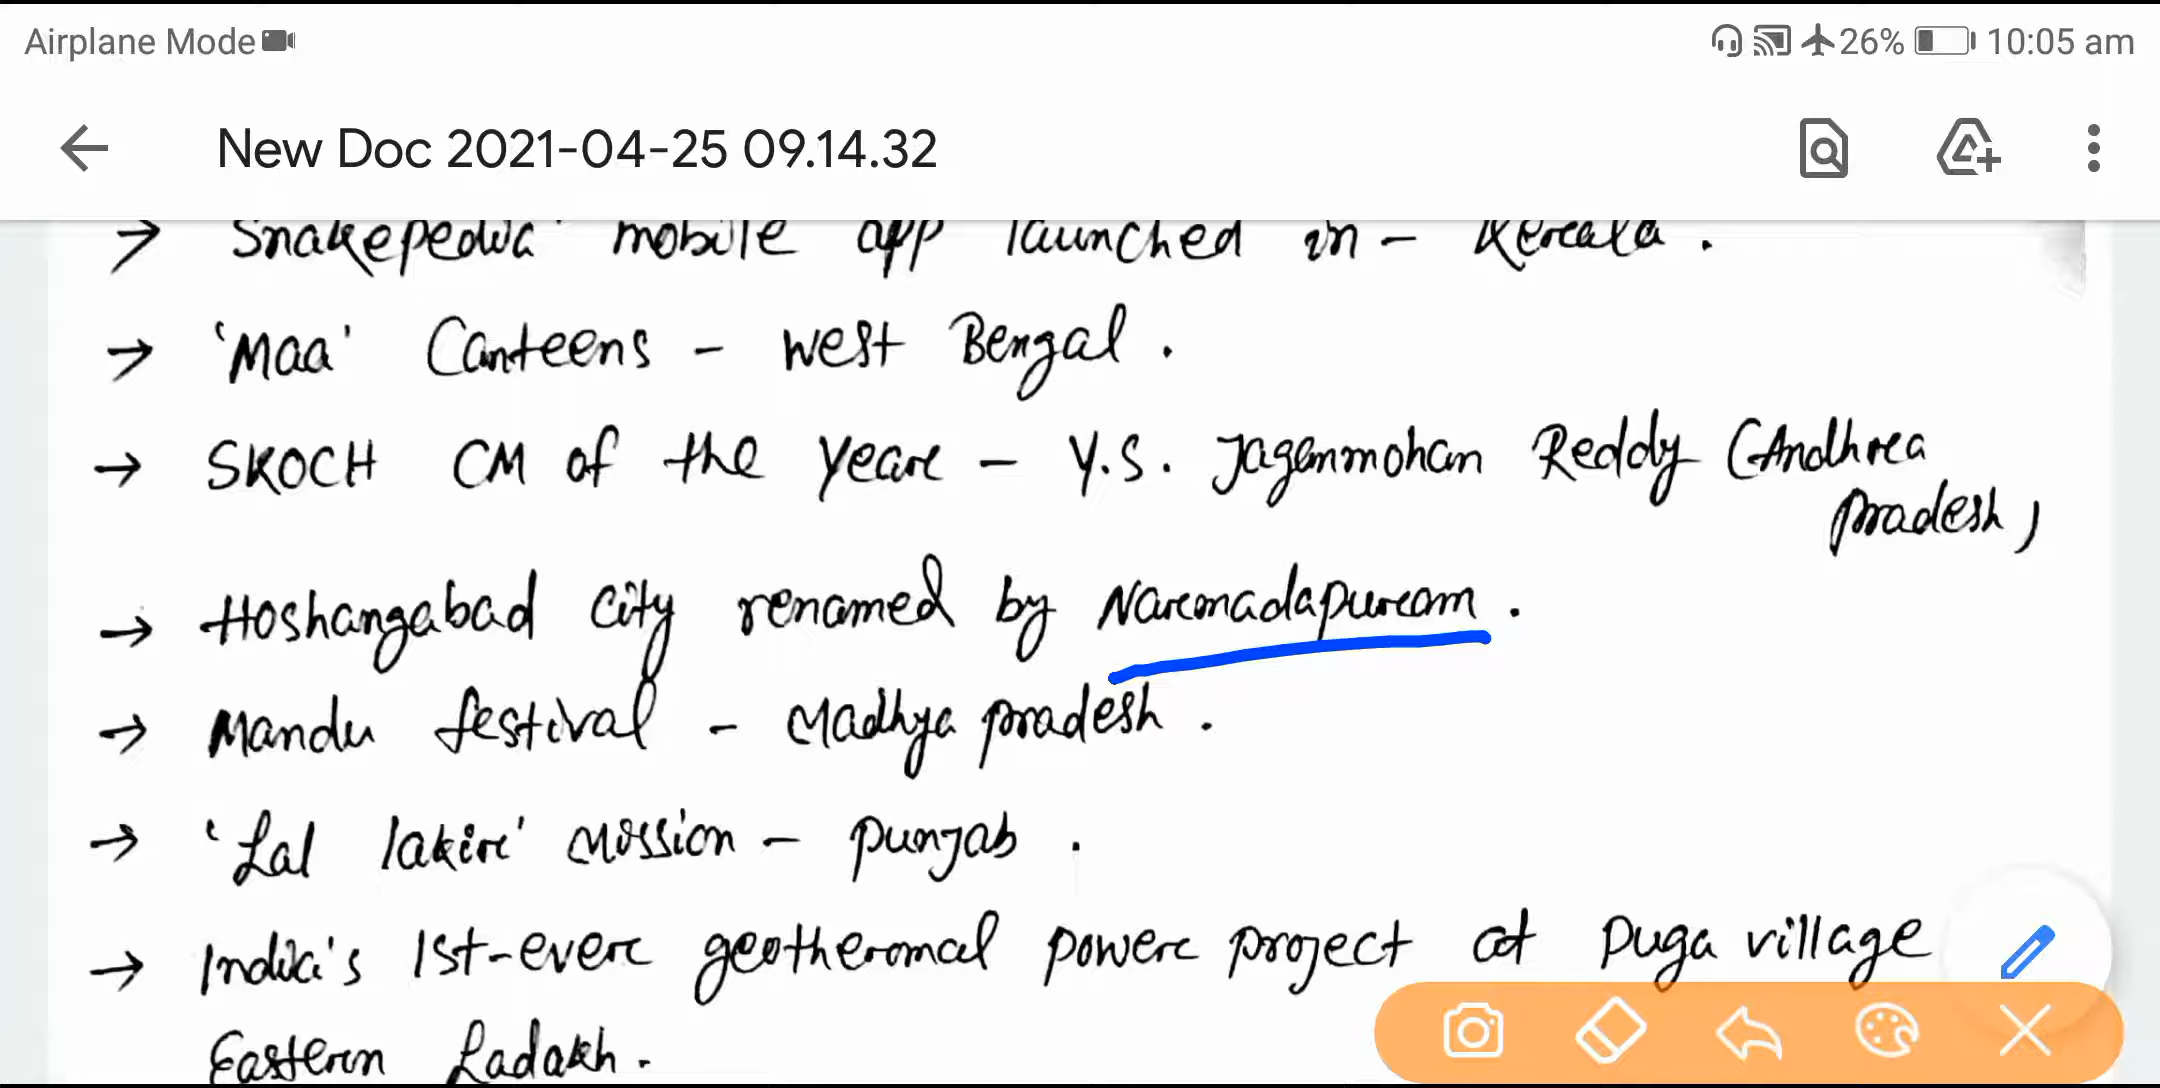 Airplane Mode 26% 10:05 am
New Doc 2021-04-25 09.14.32
→ Snakepedia' mobile app launched in - Kerala.
→ 'Maa' Canteens - West Bengal.
→ SKOCH CM of the year - Y.S. Jaganmohan Reddy (Andhra
Pradesh)
→ Hoshangabad City renamed by Narmadapuram.
→ Mandu festival - Madhya Pradesh.
→ 'Lal lakir' Mission - Punjab.
→ India's 1st-ever geothermal power project at Puga village
Eastern Ladakh.